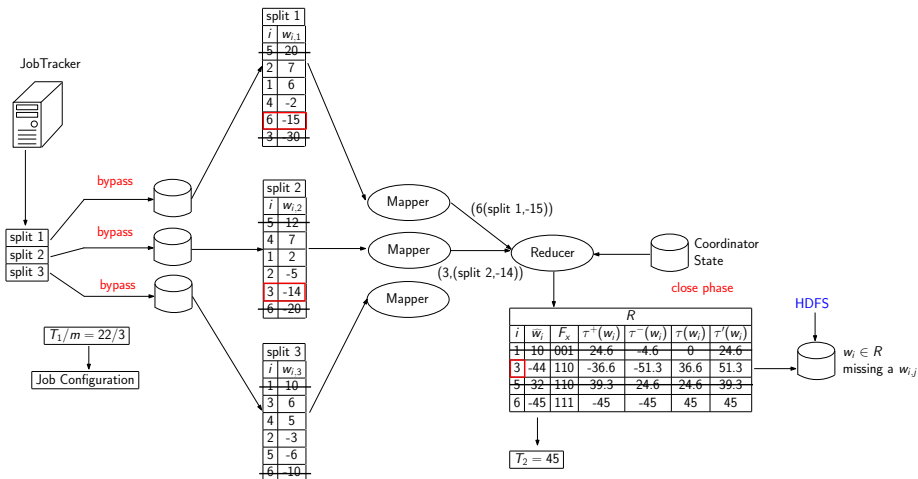 JobTracker
split 1
split 2
split 3
T₁/m = 22/3
Job Configuration
bypass
bypass
bypass
split 1
i w_{i,1}
5 20
2 7
1 6
4 -2
6 -15
3 -30
split 2
i w_{i,2}
5 12
4 7
1 2
2 -5
3 -14
6 -20
split 3
i w_{i,3}
1 10
3 6
4 5
2 -3
5 -6
6 -10
Mapper
Mapper
Mapper
(6(split 1,-15))
(3,(split 2,-14))
Reducer
Coordinator
State
close phase
R
i w̅_i F_x τ⁺(w_i) τ⁻(w_i) τ(w_i) τ′(w_i)
1 10 001 24.6 -4.6 0 24.6
3 -44 110 -36.6 -51.3 36.6 51.3
5 32 110 39.3 24.6 24.6 39.3
6 -45 111 -45 -45 45 45
T₂ = 45
HDFS
w_i ∈ R
missing a w_{i,j}